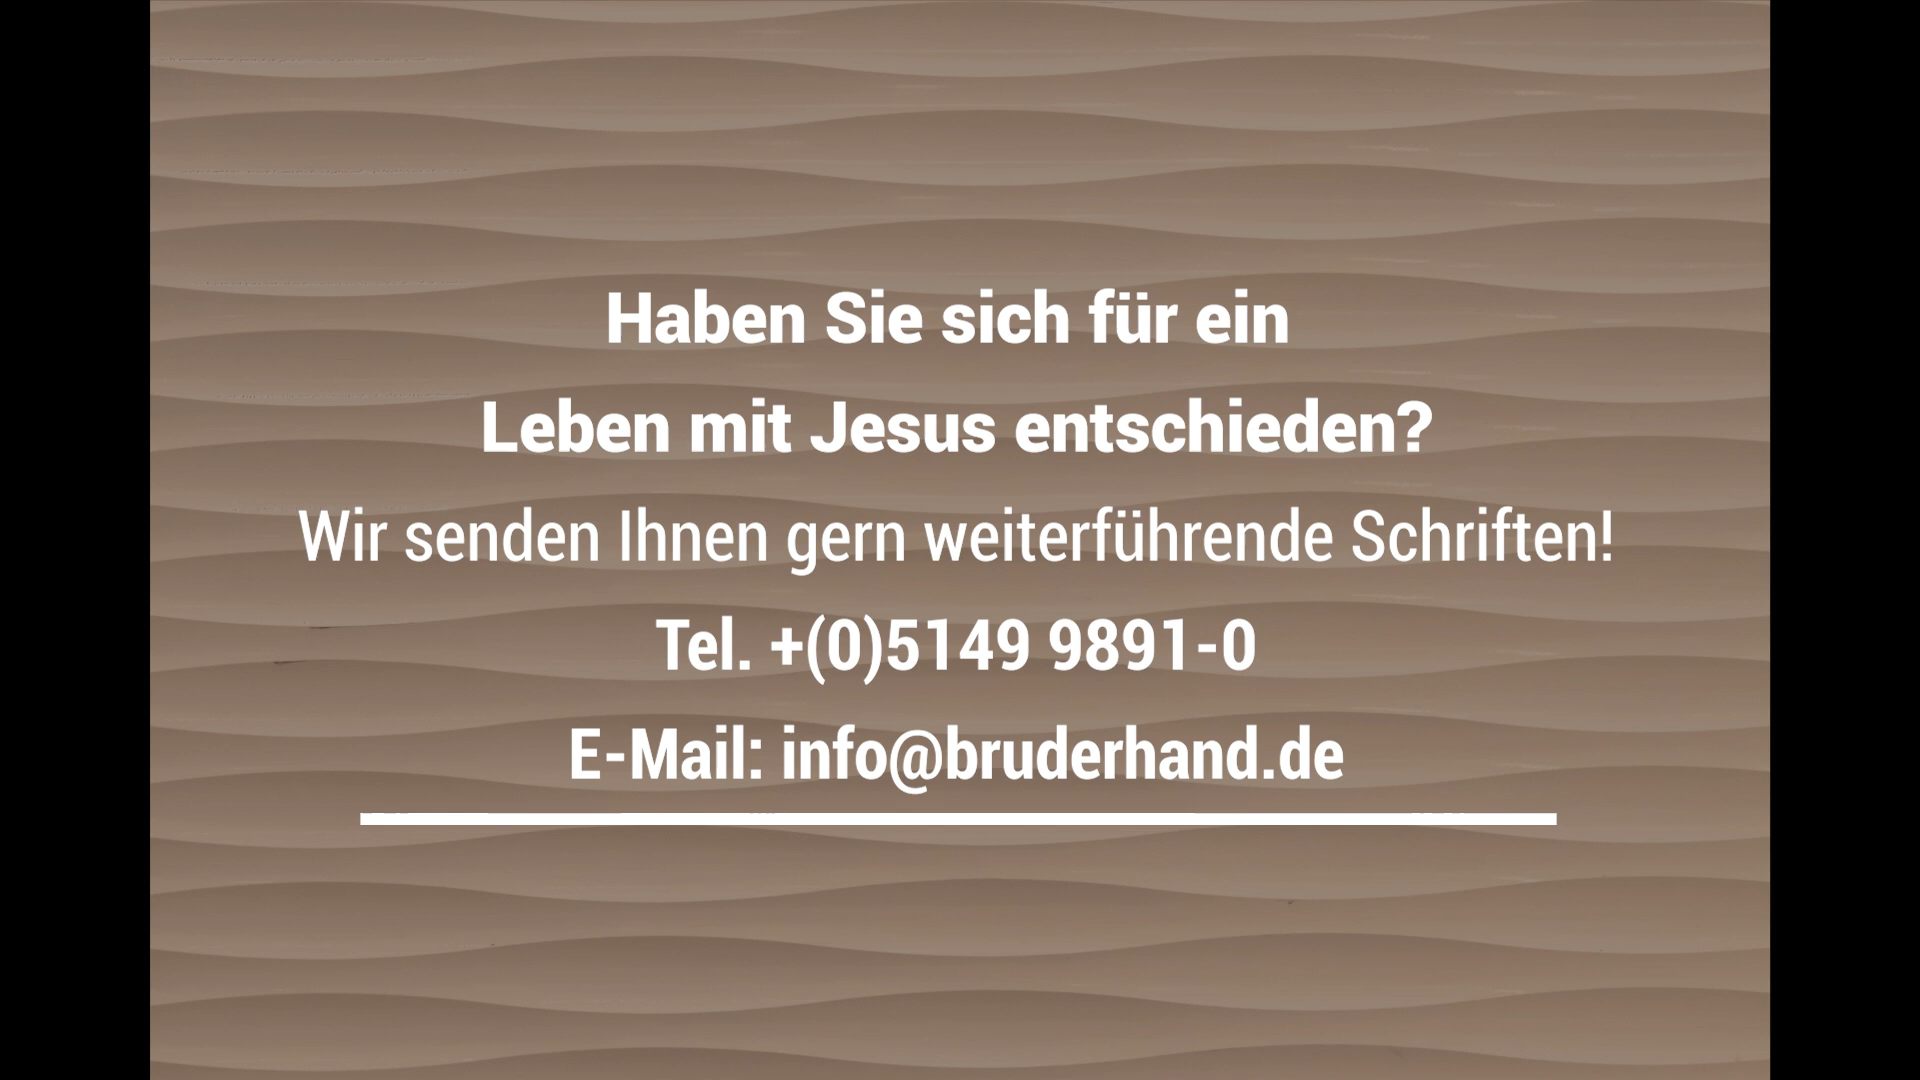 Haben Sie sich für ein
Leben mit Jesus entschieden?
Wir senden Ihnen gern weiterführende Schriften!
Tel. +(0)5149 9891-0
E-Mail: info@bruderhand.de